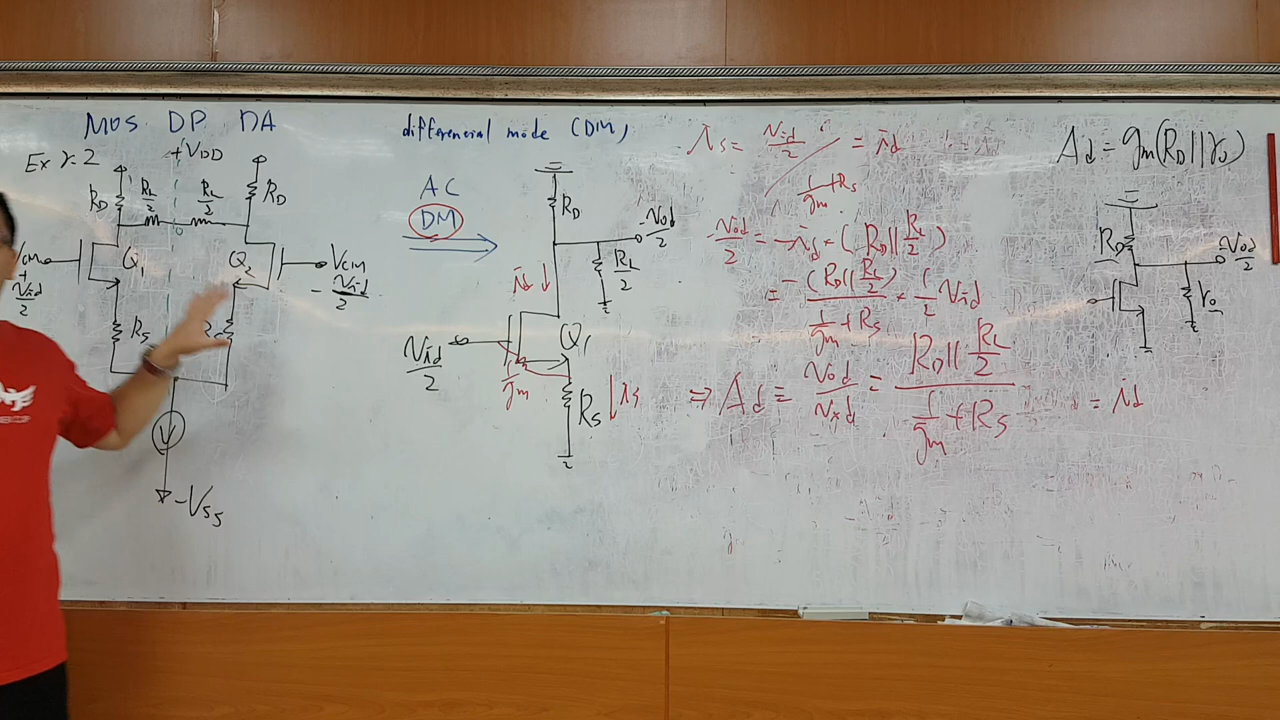 MOS DP DA
Ex 7.2
+VDD
RD
RL/2
RL/2
RD
Q1
Q2
VCM + vid/2
VCM - vid/2
RS
-VSS
differencial mode (DM)
AC
DM
RD
-vod/2
RL/2
id ↓
vid/2
Q1
1/gm
RS ↓ is
is = (vid/2) / (1/gm + RS) = id
-vod/2 = -id · (RD || RL/2)
= -(RD || RL/2) / (1/gm + RS) × (1/2 vid)
⇒ Ad = vod/vid = (RD || RL/2) / (1/gm + RS)
= id
Ad = gm(RD || ro)
RD
vod/2
ro